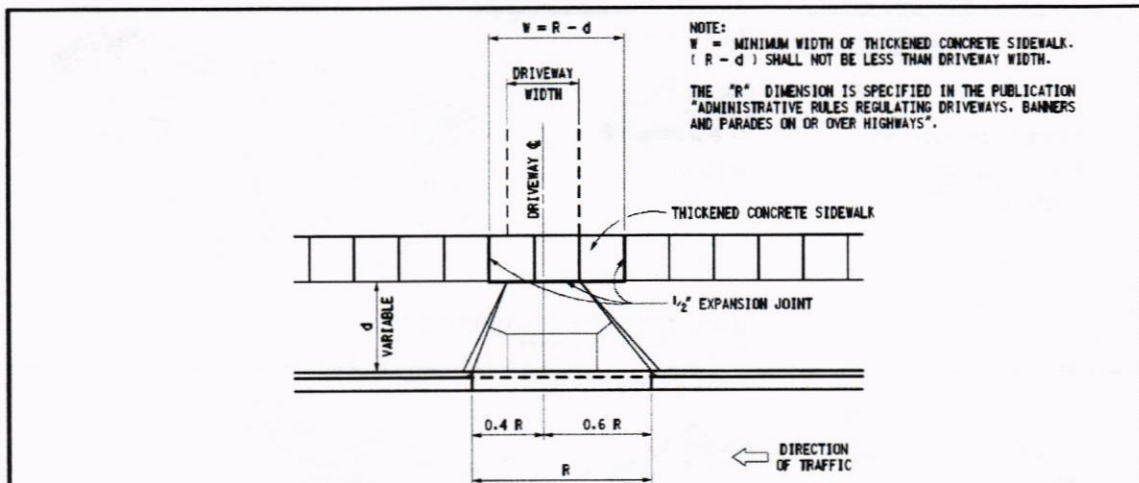 W = R - d
NOTE:
W = MINIMUM WIDTH OF THICKENED CONCRETE SIDEWALK.
( R - d ) SHALL NOT BE LESS THAN DRIVEWAY WIDTH.
DRIVEWAY
WIDTH
THE "R" DIMENSION IS SPECIFIED IN THE PUBLICATION
"ADMINISTRATIVE RULES REGULATING DRIVEWAYS. BANNERS
AND PARADES ON OR OVER HIGHWAYS".
DRIVEWAY ℄
THICKENED CONCRETE SIDEWALK
1/2" EXPANSION JOINT
d
VARIABLE
0.4 R
0.6 R
R
DIRECTION
OF TRAFFIC